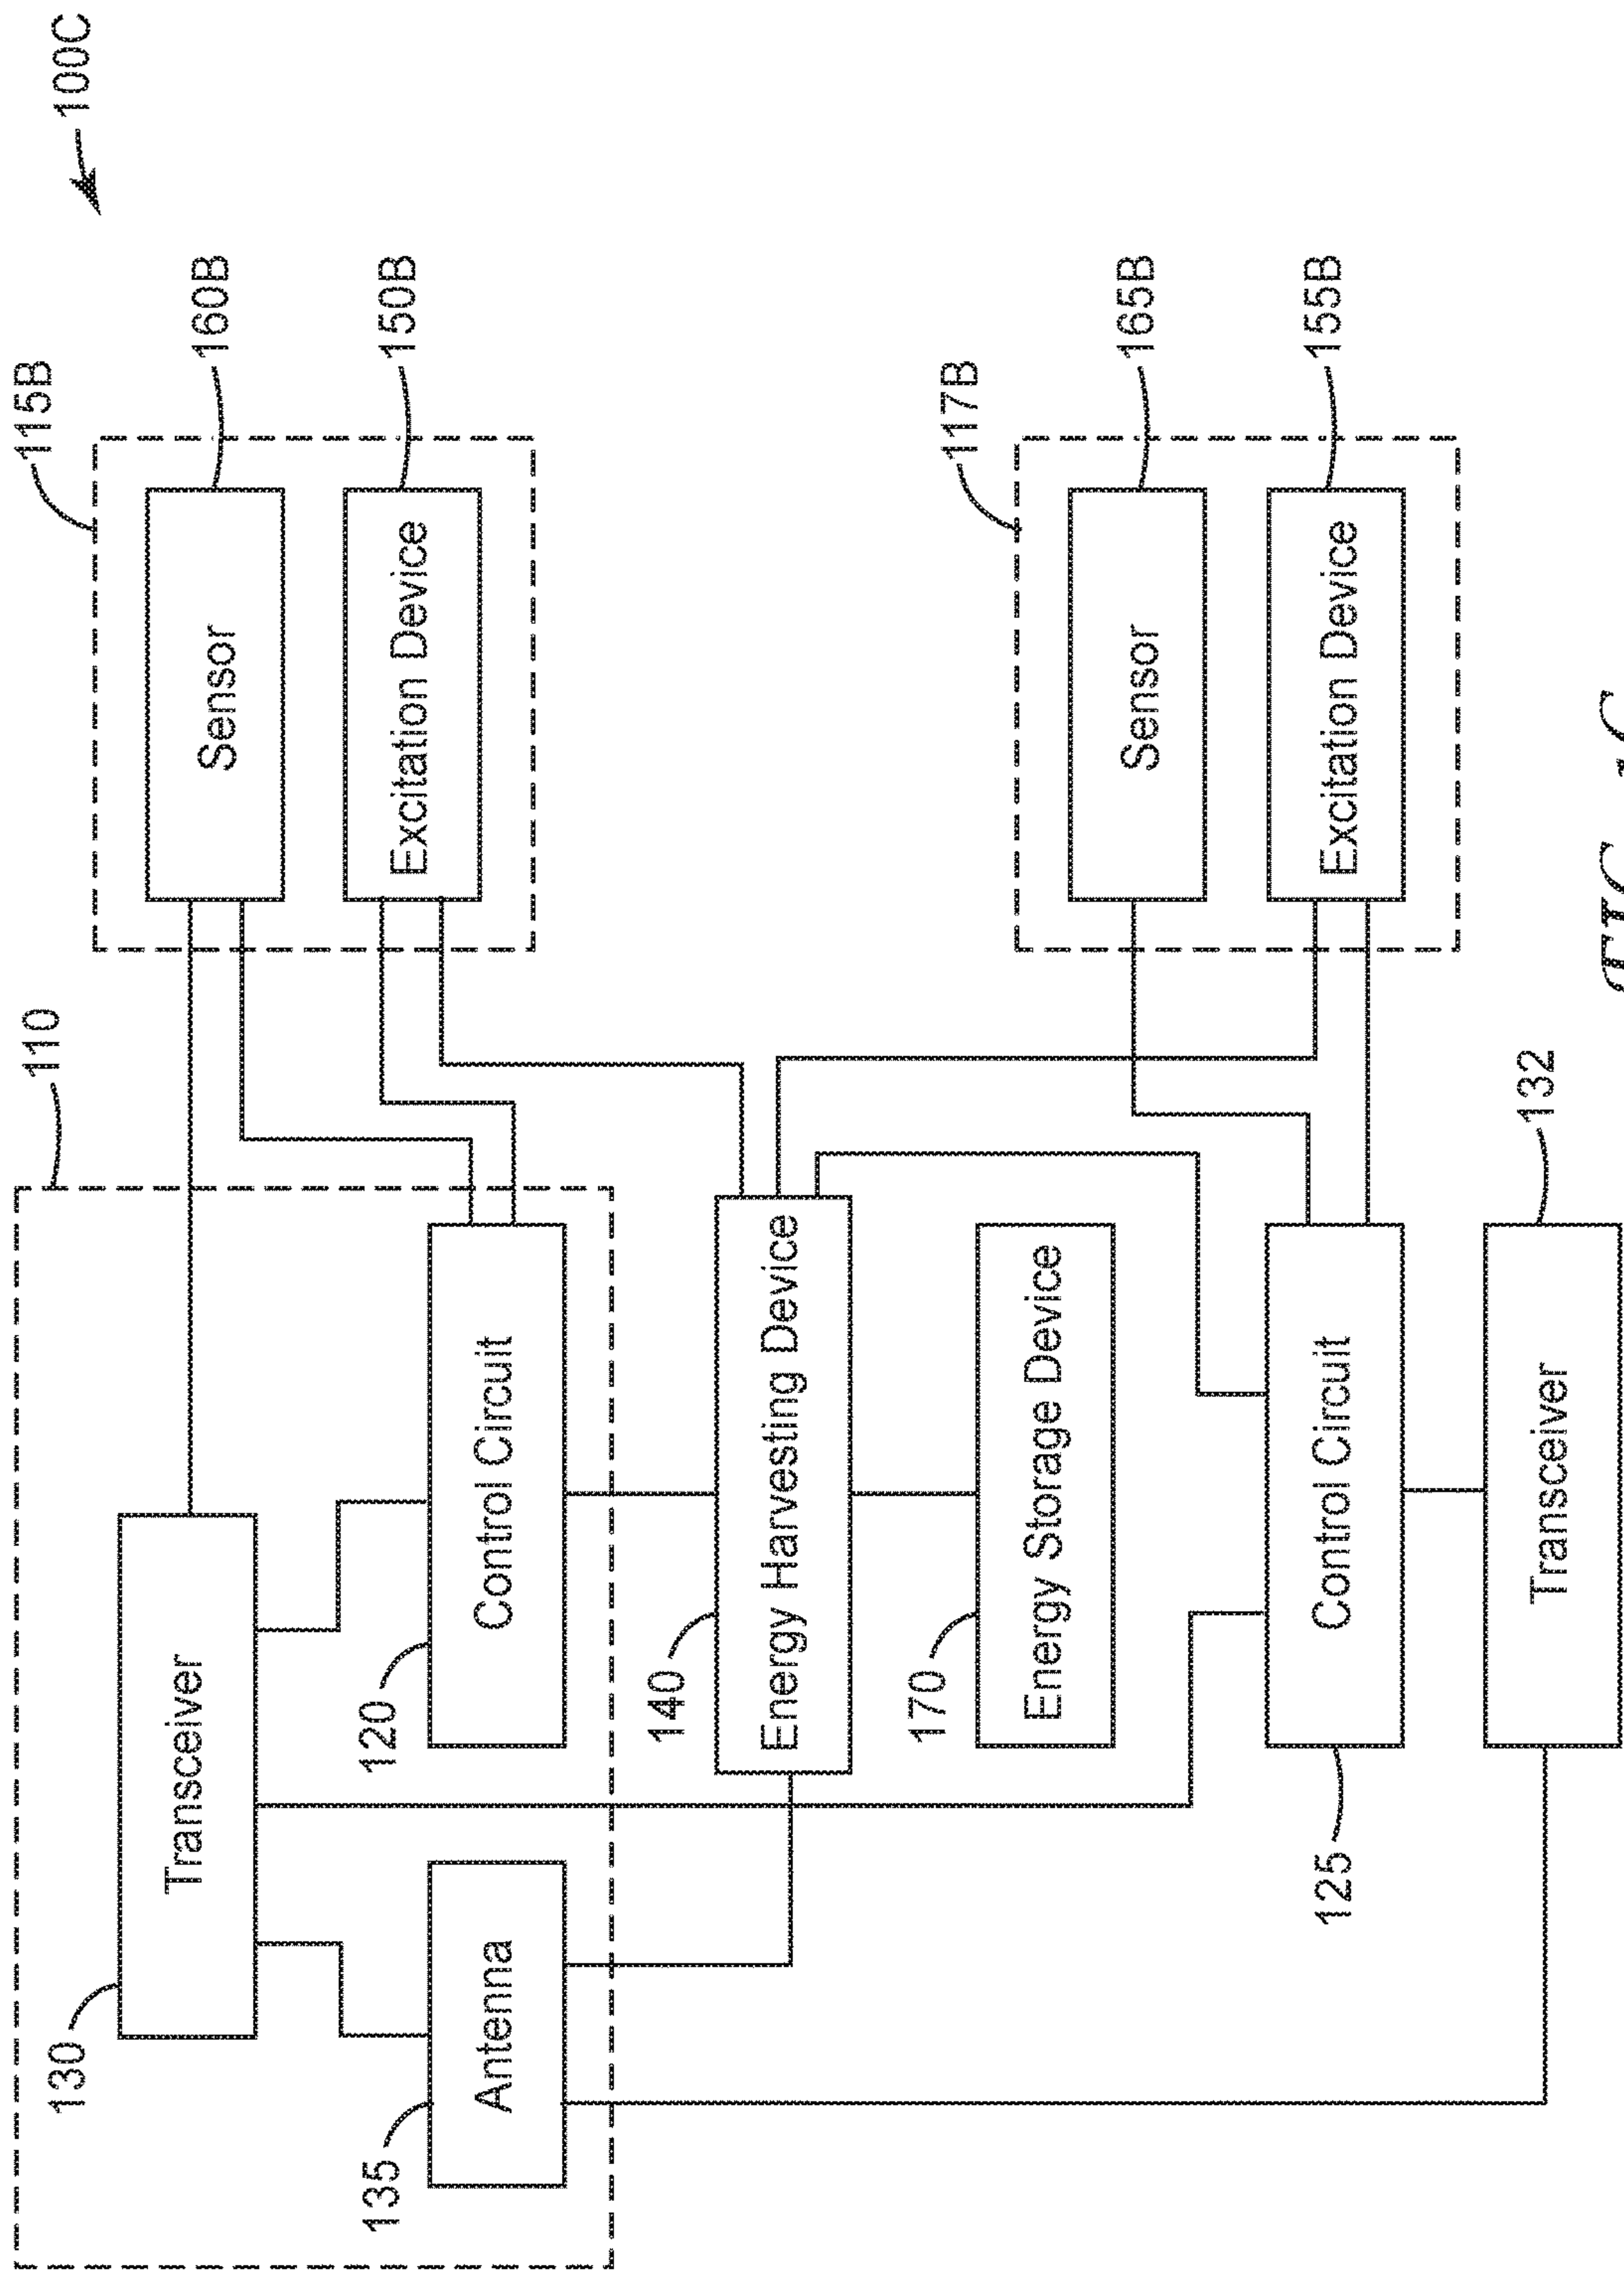 100C
115B
160B
Sensor
150B
Excitation Device
110
130
Transceiver
120
Control Circuit
135
Antenna
140
Energy Harvesting Device
170
Energy Storage Device
117B
165B
Sensor
155B
Excitation Device
125
Control Circuit
132
Transceiver